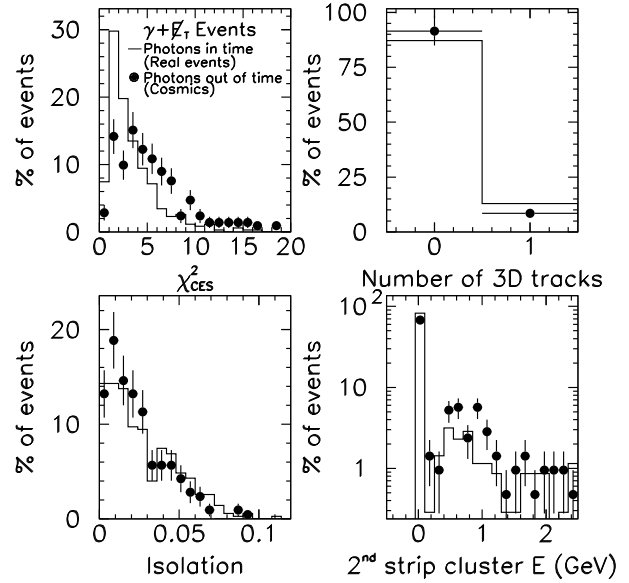 γ+E̸_T Events
Photons in time
(Real events)
Photons out of time
(Cosmics)
% of events
30
20
10
0
0 5 10 15 20
χ²_CES
% of events
100
75
50
25
0
0 1
Number of 3D tracks
% of events
20
10
0
0 0.05 0.1
Isolation
% of events
10²
10
1
0 1 2
2ⁿᵈ strip cluster E (GeV)